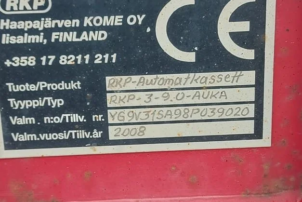 RKP
Haapajärven KOME OY
Iisalmi, FINLAND
+358 17 8211 211
CE
Tuote/Produkt RKP-Automatkassett
Tyyppi/Typ RKP-3-9.0-AUKA
Valm. n:o/Tillv. nr. YG9V315A98P039020
Valm.vuosi/Tillv.år 2008